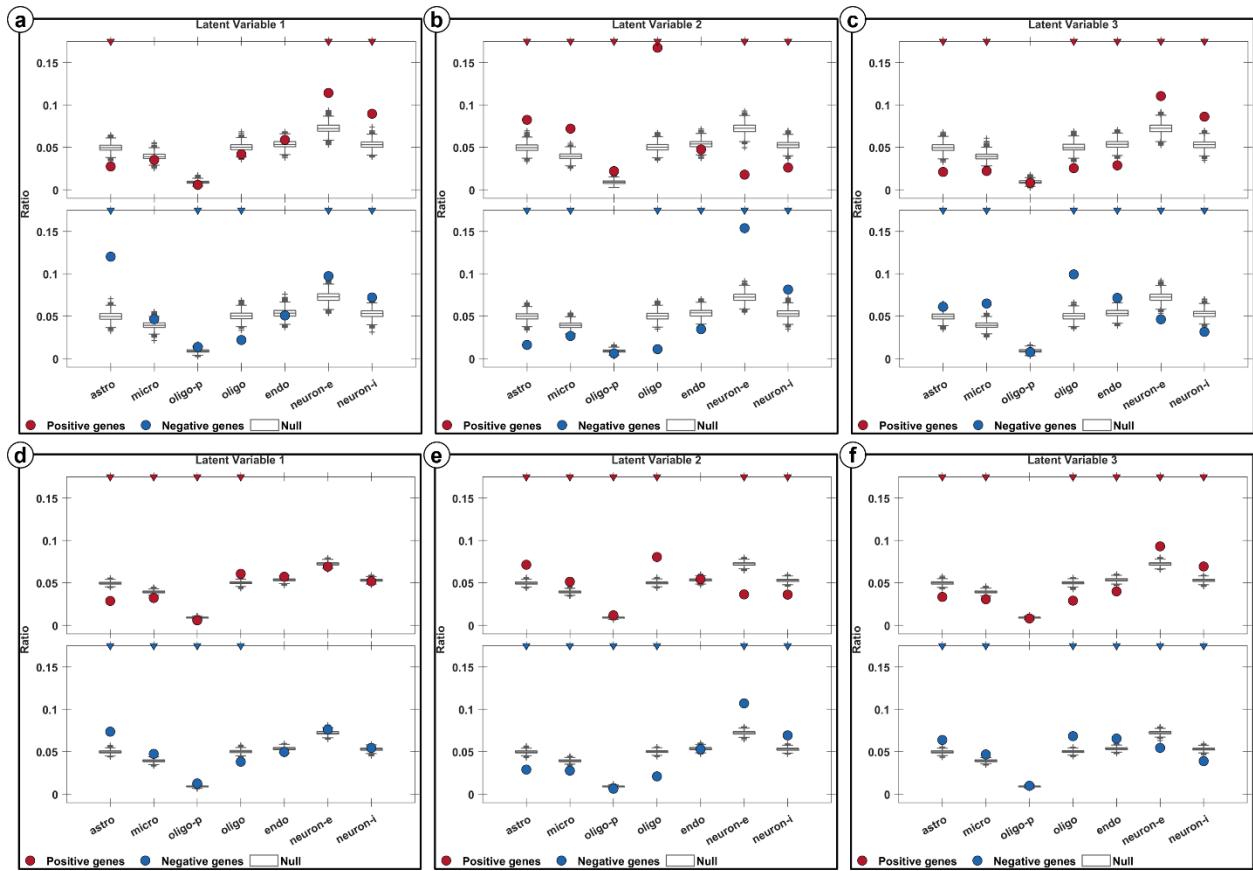 a
Latent Variable 1
0.15
0.1
0.05
0
Ratio
0.15
0.1
0.05
0
astro micro oligo-p oligo endo neuron-e neuron-i
Positive genes Negative genes Null
b
Latent Variable 2
0.15
0.1
0.05
0
Ratio
0.15
0.1
0.05
0
astro micro oligo-p oligo endo neuron-e neuron-i
Positive genes Negative genes Null
c
Latent Variable 3
0.15
0.1
0.05
0
Ratio
0.15
0.1
0.05
0
astro micro oligo-p oligo endo neuron-e neuron-i
Positive genes Negative genes Null
d
Latent Variable 1
0.15
0.1
0.05
0
Ratio
0.15
0.1
0.05
0
astro micro oligo-p oligo endo neuron-e neuron-i
Positive genes Negative genes Null
e
Latent Variable 2
0.15
0.1
0.05
0
Ratio
0.15
0.1
0.05
0
astro micro oligo-p oligo endo neuron-e neuron-i
Positive genes Negative genes Null
f
Latent Variable 3
0.15
0.1
0.05
0
Ratio
0.15
0.1
0.05
0
astro micro oligo-p oligo endo neuron-e neuron-i
Positive genes Negative genes Null